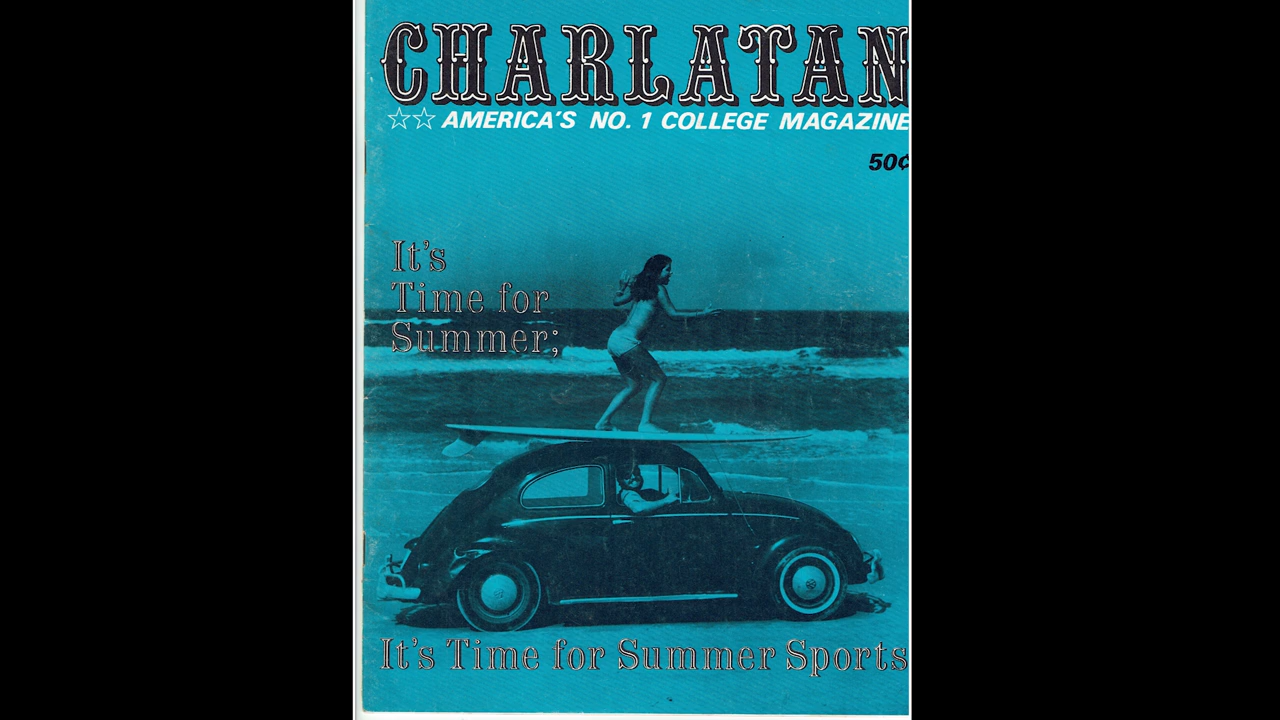 CHARLATAN
☆☆ AMERICA'S NO. 1 COLLEGE MAGAZINE
50¢
It's
Time for
Summer;
It's Time for Summer Sports